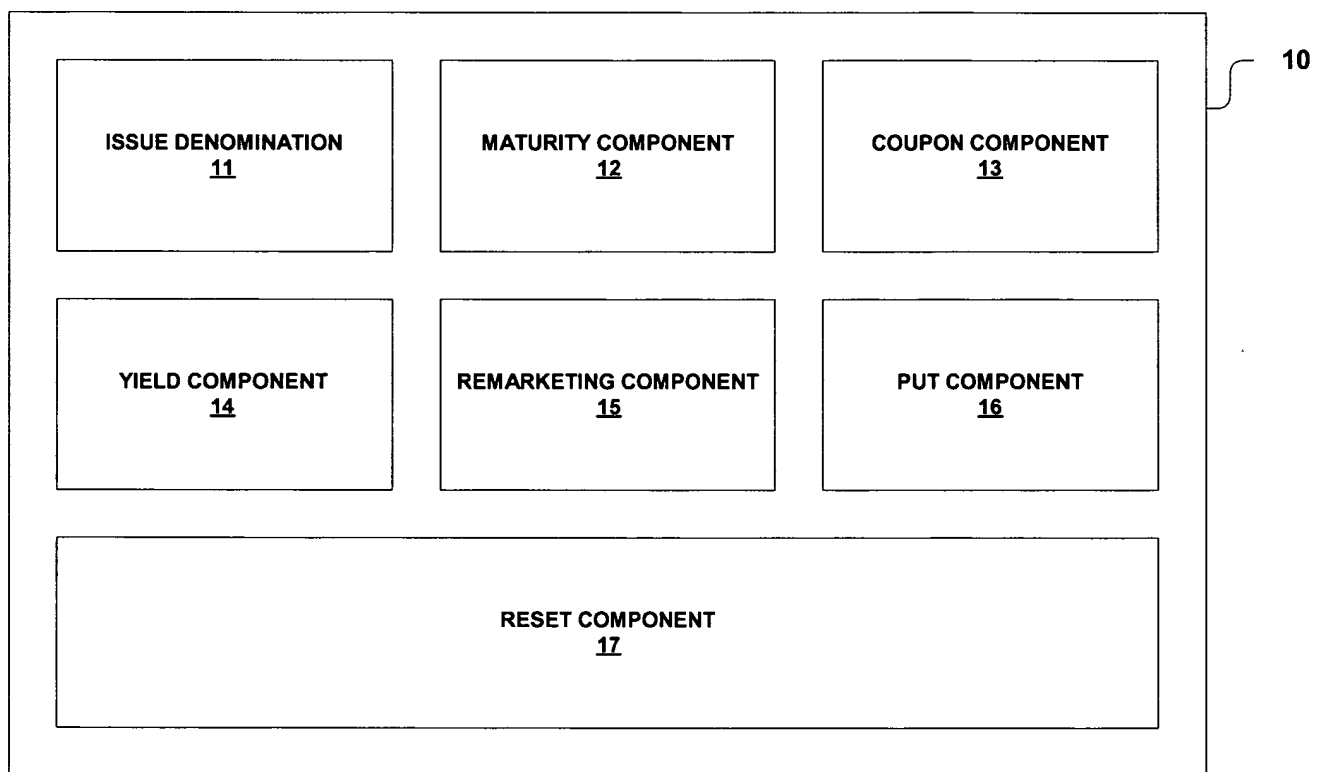 10
ISSUE DENOMINATION
11
MATURITY COMPONENT
12
COUPON COMPONENT
13
YIELD COMPONENT
14
REMARKETING COMPONENT
15
PUT COMPONENT
16
RESET COMPONENT
17